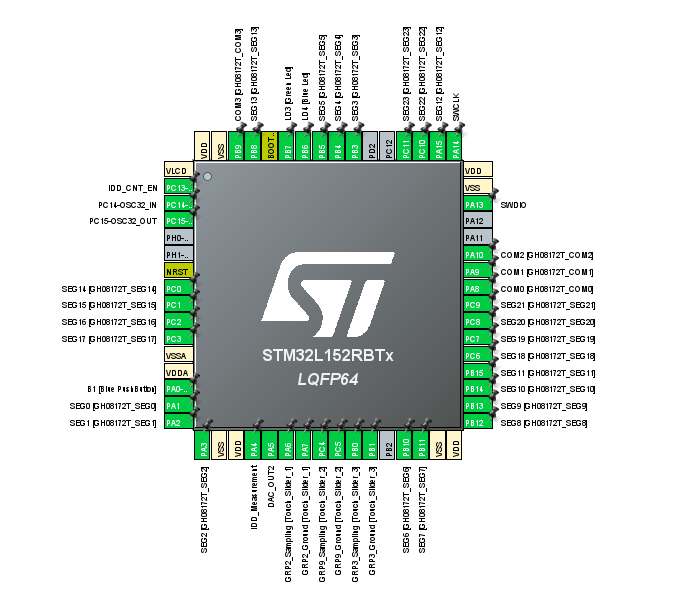 COM3 [GH08172T_COM3]
SEG13 [GH08172T_SEG13]
LD3 [Green Led]
LD4 [Blue Led]
SEG5 [GH08172T_SEG5]
SEG4 [GH08172T_SEG4]
SEG3 [GH08172T_SEG3]
SEG23 [GH08172T_SEG23]
SEG22 [GH08172T_SEG22]
SEG12 [GH08172T_SEG12]
SWCLK
VDD
VSS
PB9
PB8
BOOT..
PB7
PB6
PB5
PB4
PB3
PD2
PC12
PC11
PC10
PA15
PA14
VLCD
IDD_CNT_EN PC13-..
PC14-OSC32_IN PC14-..
PC15-OSC32_OUT PC15-..
PH0-..
PH1-..
NRST
SEG14 [GH08172T_SEG14] PC0
SEG15 [GH08172T_SEG15] PC1
SEG16 [GH08172T_SEG16] PC2
SEG17 [GH08172T_SEG17] PC3
VSSA
VDDA
B1 [Blue PushButton] PA0-..
SEG0 [GH08172T_SEG0] PA1
SEG1 [GH08172T_SEG1] PA2
ST
STM32L152RBTx
LQFP64
VDD
VSS
PA13 SWDIO
PA12
PA11
PA10 COM2 [GH08172T_COM2]
PA9 COM1 [GH08172T_COM1]
PA8 COM0 [GH08172T_COM0]
PC9 SEG21 [GH08172T_SEG21]
PC8 SEG20 [GH08172T_SEG20]
PC7 SEG19 [GH08172T_SEG19]
PC6 SEG18 [GH08172T_SEG18]
PB15 SEG11 [GH08172T_SEG11]
PB14 SEG10 [GH08172T_SEG10]
PB13 SEG9 [GH08172T_SEG9]
PB12 SEG8 [GH08172T_SEG8]
PA3
VSS
VDD
PA4
PA5
PA6
PA7
PC4
PC5
PB0
PB1
PB2
PB10
PB11
VSS
VDD
SEG2 [GH08172T_SEG2]
IDD_Measurement
DAC_OUT2
GRP2_Sampling [Touch_Slider_1]
GRP2_Ground [Touch_Slider_1]
GRP9_Sampling [Touch_Slider_2]
GRP9_Ground [Touch_Slider_2]
GRP3_Sampling [Touch_Slider_3]
GRP3_Ground [Touch_Slider_3]
SEG6 [GH08172T_SEG6]
SEG7 [GH08172T_SEG7]